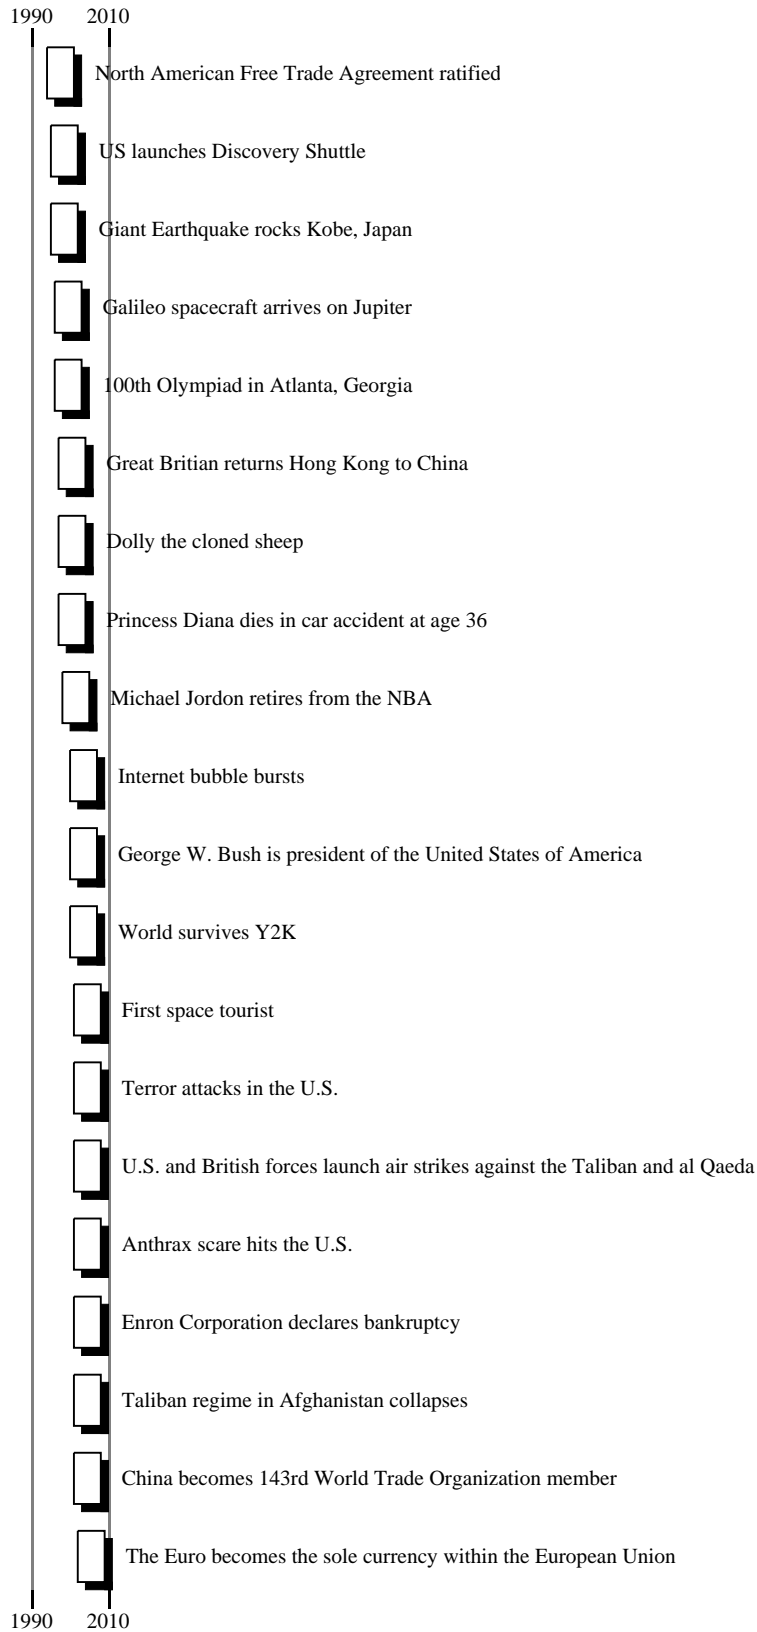 1990 2010
North American Free Trade Agreement ratified
US launches Discovery Shuttle
Giant Earthquake rocks Kobe, Japan
Galileo spacecraft arrives on Jupiter
100th Olympiad in Atlanta, Georgia
Great Britian returns Hong Kong to China
Dolly the cloned sheep
Princess Diana dies in car accident at age 36
Michael Jordon retires from the NBA
Internet bubble bursts
George W. Bush is president of the United States of America
World survives Y2K
First space tourist
Terror attacks in the U.S.
U.S. and British forces launch air strikes against the Taliban and al Qaeda
Anthrax scare hits the U.S.
Enron Corporation declares bankruptcy
Taliban regime in Afghanistan collapses
China becomes 143rd World Trade Organization member
The Euro becomes the sole currency within the European Union
1990 2010